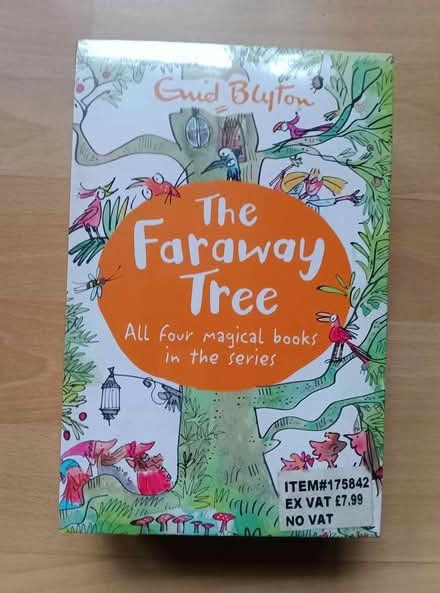 Enid Blyton
The
Faraway
Tree
All four magical books
in the series
ITEM#175842
EX VAT £7.99
NO VAT